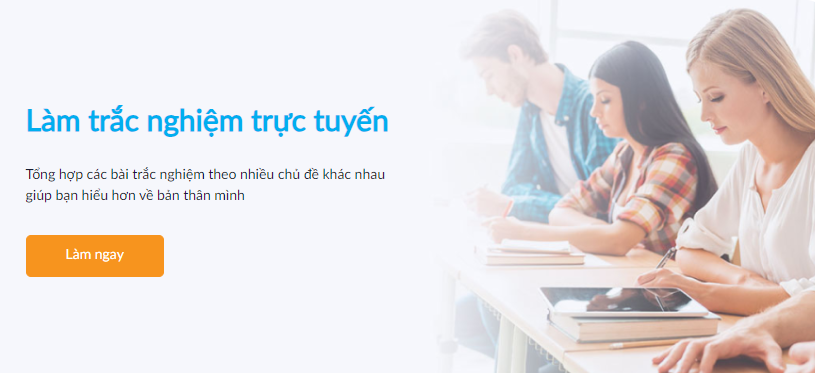 Làm trắc nghiệm trực tuyến
Tổng hợp các bài trắc nghiệm theo nhiều chủ đề khác nhau
giúp bạn hiểu hơn về bản thân mình
Làm ngay